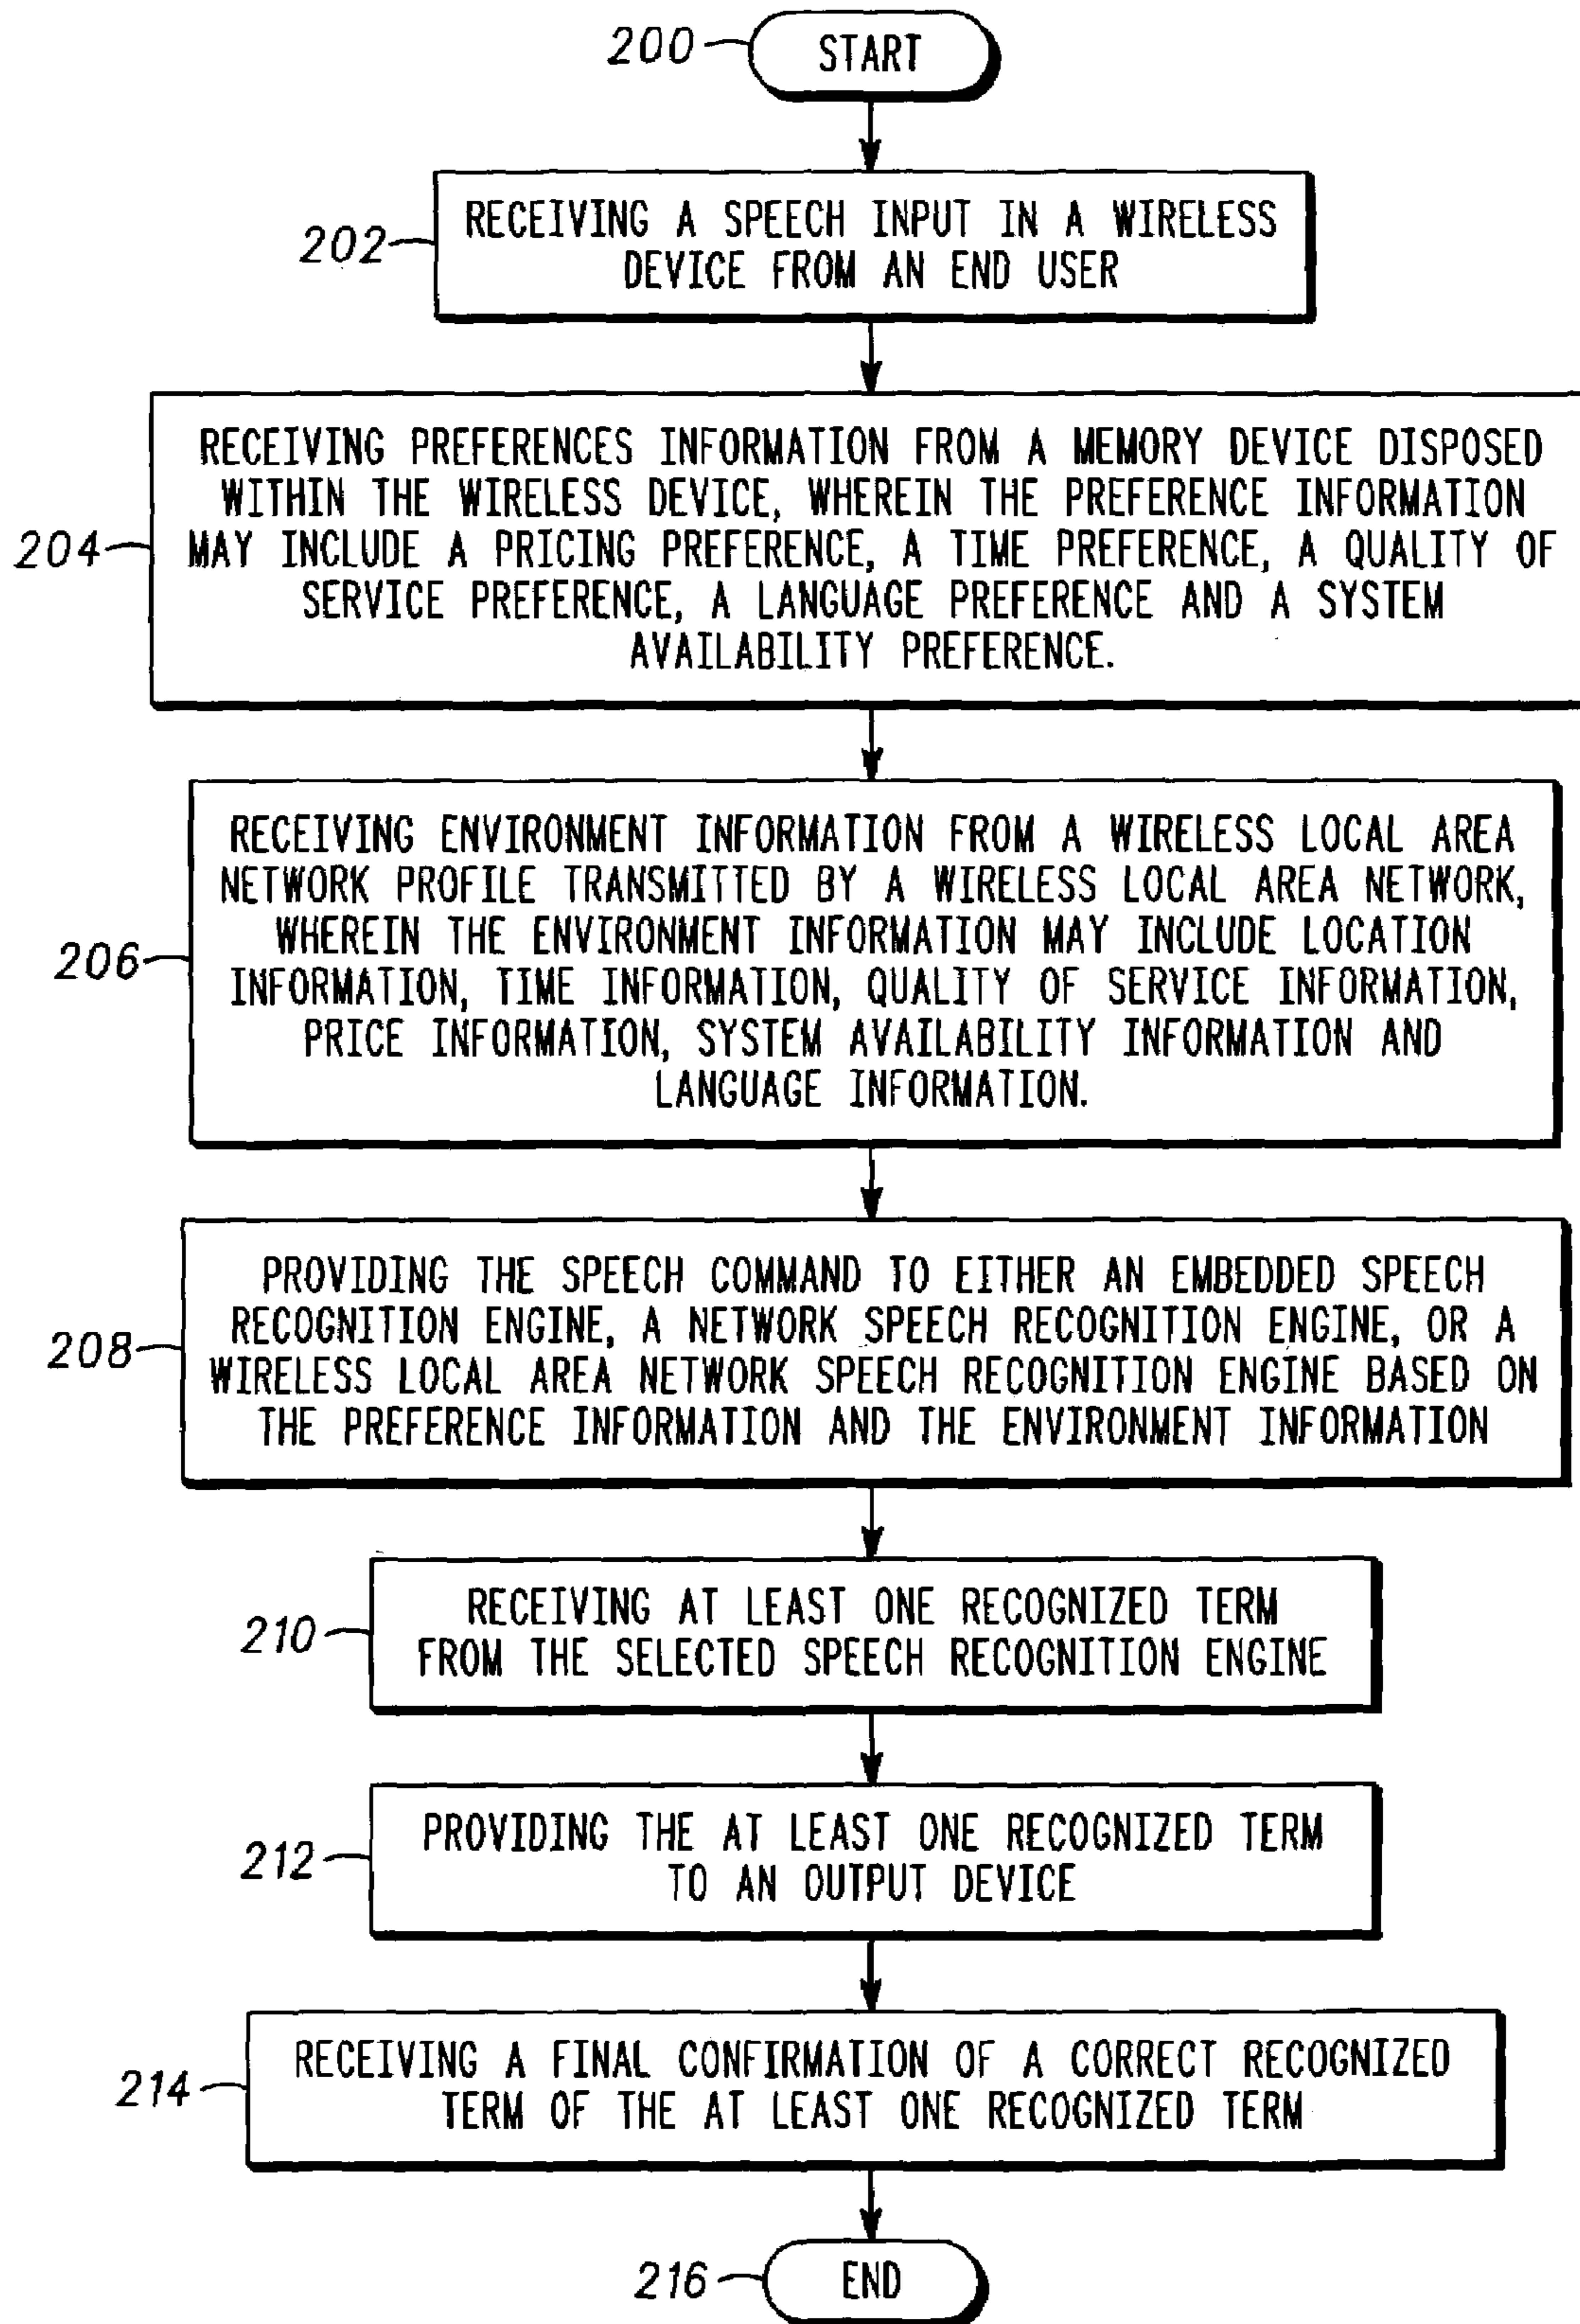 200
START
202
RECEIVING A SPEECH INPUT IN A WIRELESS
DEVICE FROM AN END USER
204
RECEIVING PREFERENCES INFORMATION FROM A MEMORY DEVICE DISPOSED
WITHIN THE WIRELESS DEVICE, WHEREIN THE PREFERENCE INFORMATION
MAY INCLUDE A PRICING PREFERENCE, A TIME PREFERENCE, A QUALITY OF
SERVICE PREFERENCE, A LANGUAGE PREFERENCE AND A SYSTEM
AVAILABILITY PREFERENCE.
206
RECEIVING ENVIRONMENT INFORMATION FROM A WIRELESS LOCAL AREA
NETWORK PROFILE TRANSMITTED BY A WIRELESS LOCAL AREA NETWORK,
WHEREIN THE ENVIRONMENT INFORMATION MAY INCLUDE LOCATION
INFORMATION, TIME INFORMATION, QUALITY OF SERVICE INFORMATION,
PRICE INFORMATION, SYSTEM AVAILABILITY INFORMATION AND
LANGUAGE INFORMATION.
208
PROVIDING THE SPEECH COMMAND TO EITHER AN EMBEDDED SPEECH
RECOGNITION ENGINE, A NETWORK SPEECH RECOGNITION ENGINE, OR A
WIRELESS LOCAL AREA NETWORK SPEECH RECOGNITION ENGINE BASED ON
THE PREFERENCE INFORMATION AND THE ENVIRONMENT INFORMATION
210
RECEIVING AT LEAST ONE RECOGNIZED TERM
FROM THE SELECTED SPEECH RECOGNITION ENGINE
212
PROVIDING THE AT LEAST ONE RECOGNIZED TERM
TO AN OUTPUT DEVICE
214
RECEIVING A FINAL CONFIRMATION OF A CORRECT RECOGNIZED
TERM OF THE AT LEAST ONE RECOGNIZED TERM
216
END